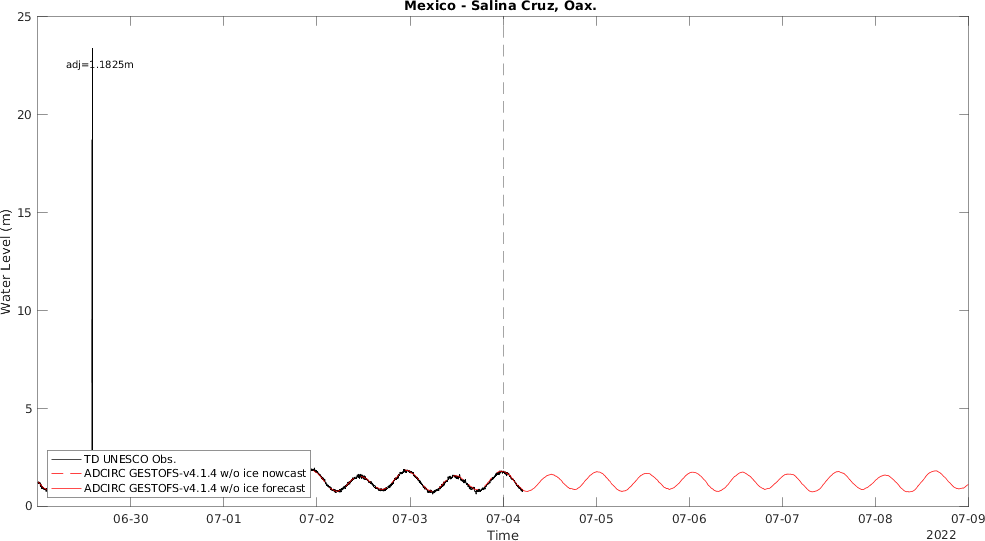 Mexico - Salina Cruz, Oax.
25
adj=1.1825m
20
15
Water Level (m)
10
5
TD UNESCO Obs.
ADCIRC GESTOFS-v4.1.4 w/o ice nowcast
ADCIRC GESTOFS-v4.1.4 w/o ice forecast
0
06-30 07-01 07-02 07-03 07-04 07-05 07-06 07-07 07-08 07-09
Time 2022